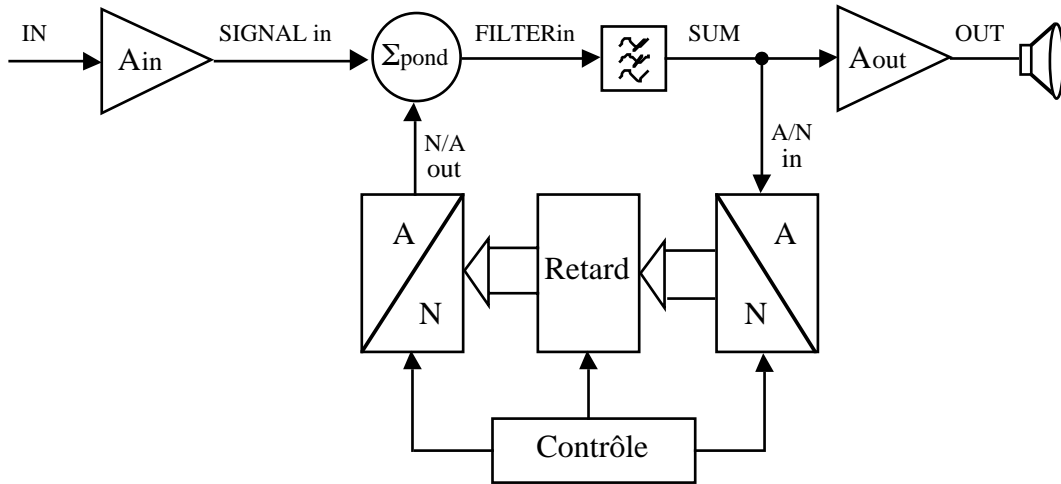 IN
SIGNAL in
FILTERin
SUM
OUT
Ain
Σpond
Aout
N/A
out
A/N
in
A
N
Retard
A
N
Contrôle